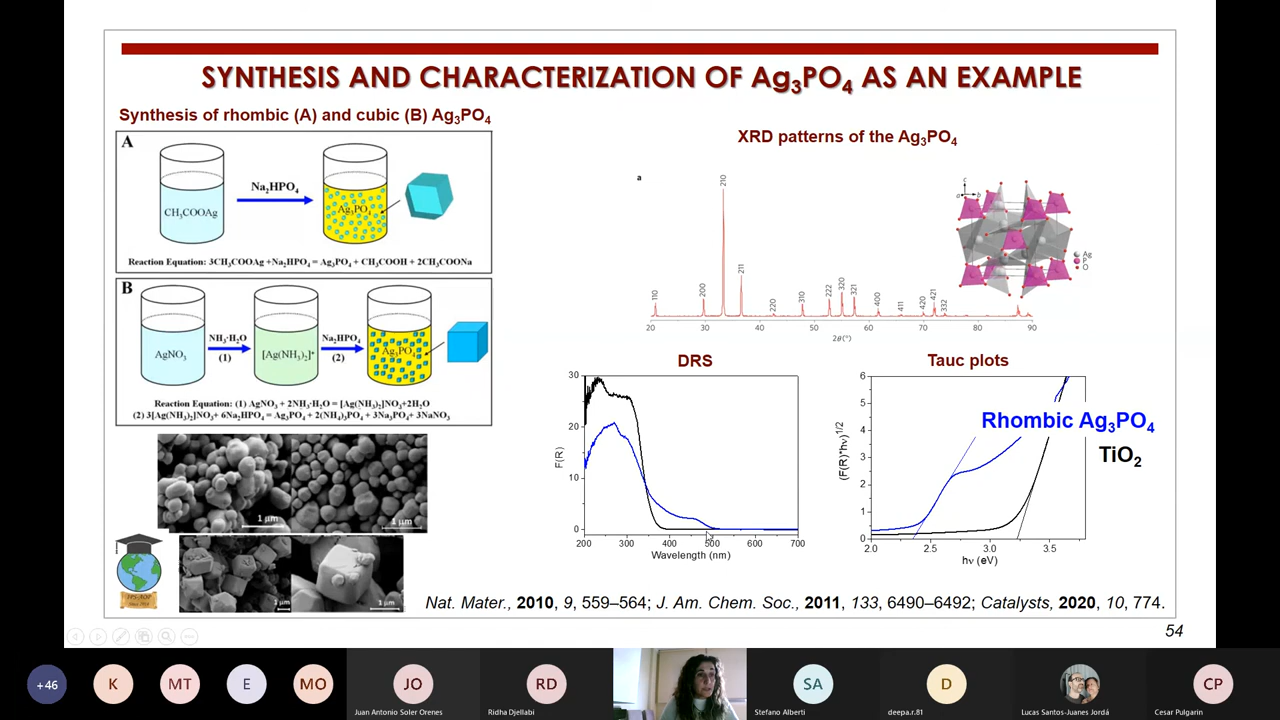 SYNTHESIS AND CHARACTERIZATION OF Ag3PO4 AS AN EXAMPLE
Synthesis of rhombic (A) and cubic (B) Ag3PO4
A
CH3COOAg
Na2HPO4
Ag3PO4
Reaction Equation: 3CH3COOAg +Na2HPO4 = Ag3PO4 + CH3COOH + 2CH3COONa
B
AgNO3
NH3·H2O
(1)
[Ag(NH3)2]+
Na2HPO4
(2)
Ag3PO4
Reaction Equation: (1) AgNO3 + 2NH3·H2O = [Ag(NH3)2]NO3+2H2O
(2) 3[Ag(NH3)2]NO3+ 6Na2HPO4 = Ag3PO4 + 2(NH4)3PO4 + 3Na3PO4+ 3NaNO3
1 μm
1 μm
1 μm
1 μm
XRD patterns of the Ag3PO4
a
110
200
210
211
220
310
222
320
321
400
411
420
421
332
20 30 40 50 60 70 80 90
2θ (°)
c
a b
Ag
P
O
DRS
30
20
10
0
F(R)
200 300 400 500 600 700
Wavelength (nm)
Tauc plots
6
5
4
3
2
1
0
(F(R)*hν)1/2
Rhombic Ag3PO4
TiO2
2.0 2.5 3.0 3.5
hν (eV)
Nat. Mater., 2010, 9, 559–564; J. Am. Chem. Soc., 2011, 133, 6490–6492; Catalysts, 2020, 10, 774.
54
+46
K
MT
E
MO
JO
Juan Antonio Soler Orenes
RD
Ridha Djellabi
SA
Stefano Alberti
D
deepa.r.81
Lucas Santos-Juanes Jordá
CP
Cesar Pulgarin